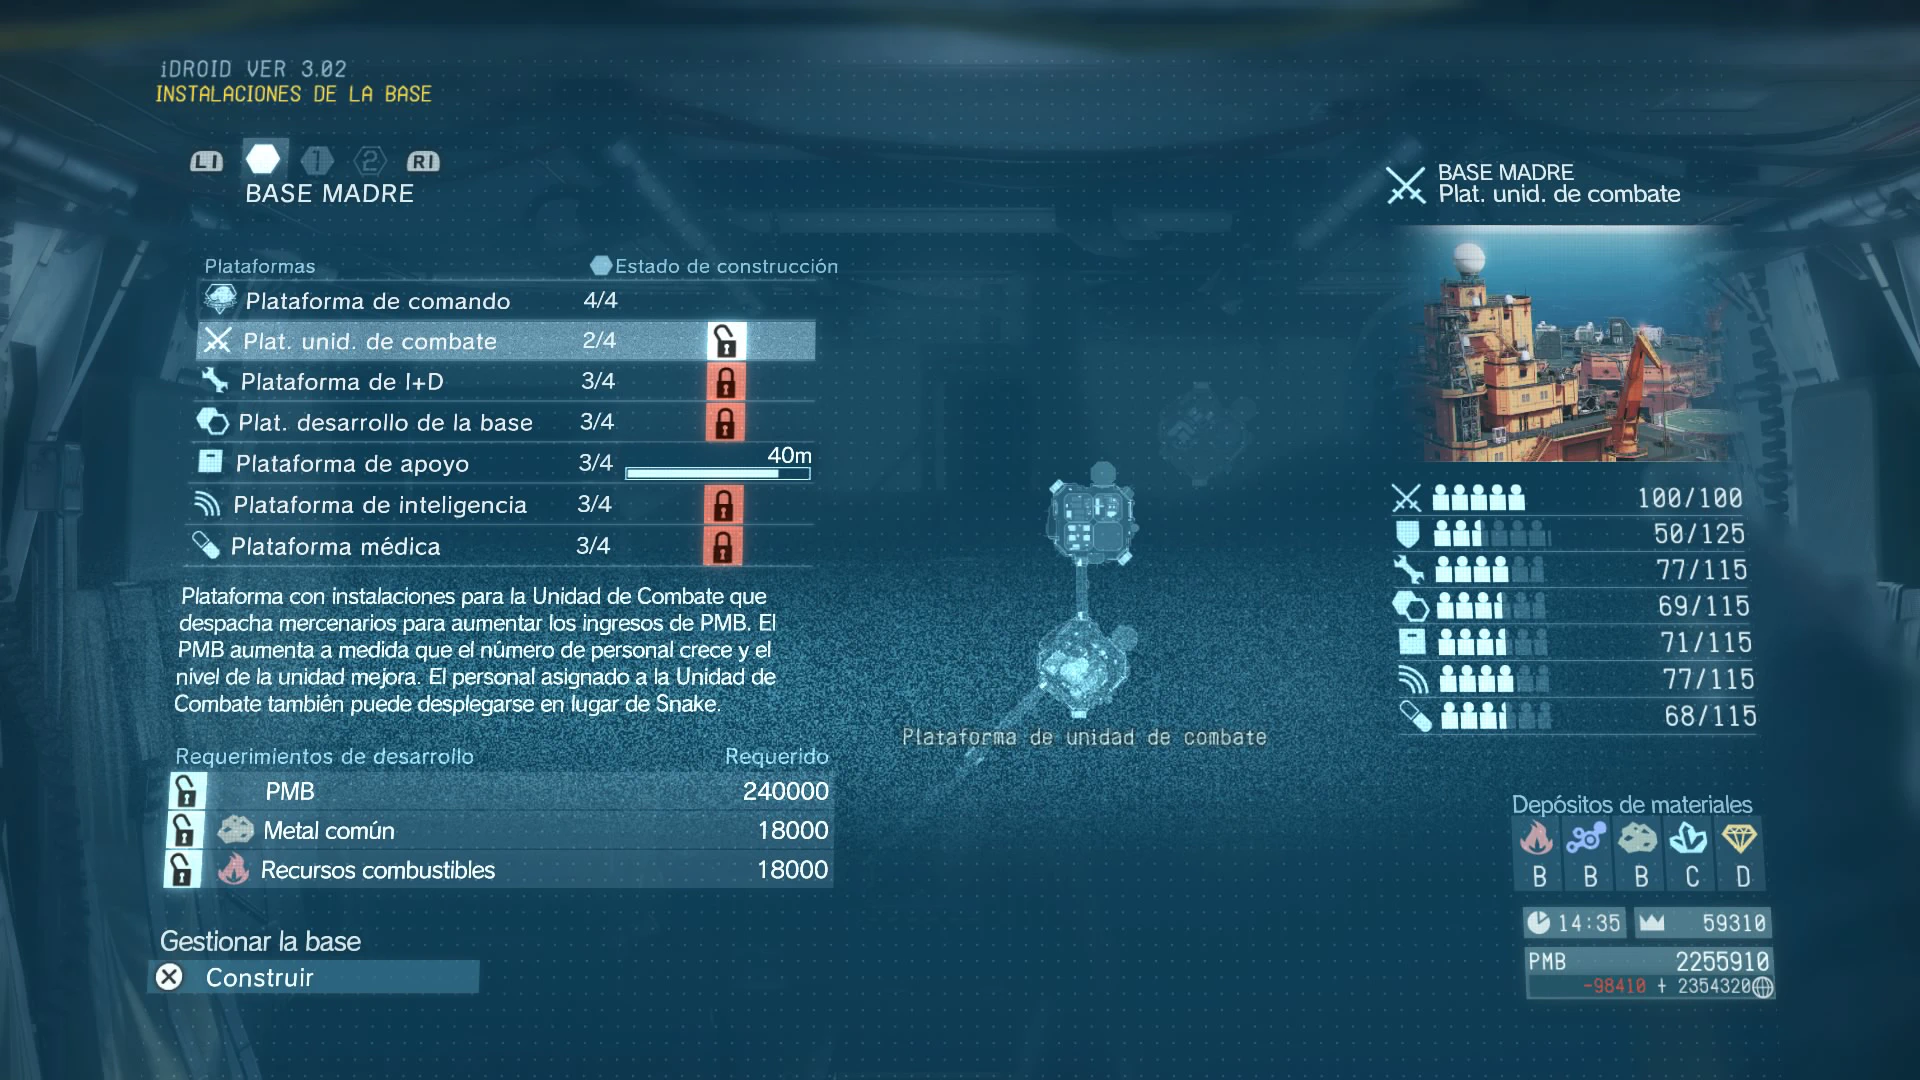 iDROID VER 3.02
INSTALACIONES DE LA BASE
L1 1 2 R1
BASE MADRE
Plataformas Estado de construcción
Plataforma de comando 4/4
Plat. unid. de combate 2/4
Plataforma de I+D 3/4
Plat. desarrollo de la base 3/4
Plataforma de apoyo 3/4 40m
Plataforma de inteligencia 3/4
Plataforma médica 3/4
Plataforma con instalaciones para la Unidad de Combate que
despacha mercenarios para aumentar los ingresos de PMB. El
PMB aumenta a medida que el número de personal crece y el
nivel de la unidad mejora. El personal asignado a la Unidad de
Combate también puede desplegarse en lugar de Snake.
Requerimientos de desarrollo Requerido
PMB 240000
Metal común 18000
Recursos combustibles 18000
Gestionar la base
Construir
Plataforma de unidad de combate
BASE MADRE
Plat. unid. de combate
100/100
50/125
77/115
69/115
71/115
77/115
68/115
Depósitos de materiales
B B B C D
14:35 59310
PMB 2255910
-98410 + 2354320